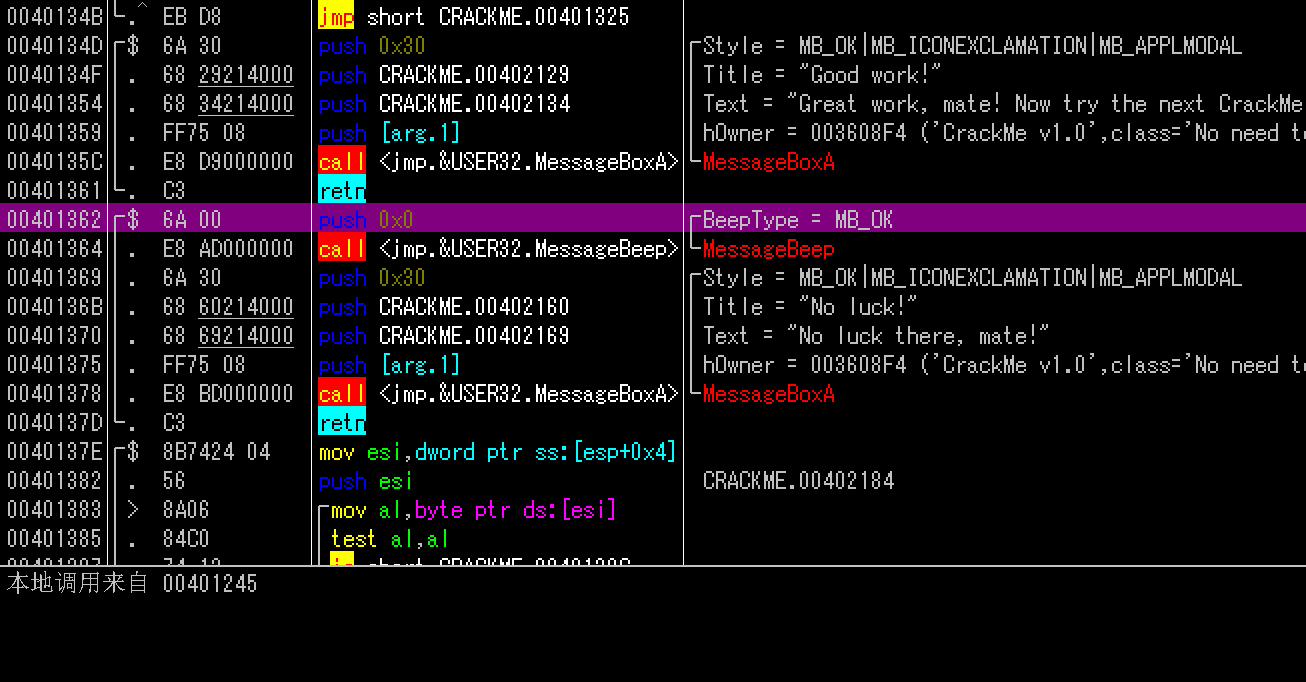 0040134B . ^ EB D8 jmp short CRACKME.00401325
0040134D $ 6A 30 push 0x30 Style = MB_OK|MB_ICONEXCLAMATION|MB_APPLMODAL
0040134F . 68 29214000 push CRACKME.00402129 Title = "Good work!"
00401354 . 68 34214000 push CRACKME.00402134 Text = "Great work, mate! Now try the next CrackMe
00401359 . FF75 08 push [arg.1] hOwner = 003608F4 ('CrackMe v1.0',class='No need to
0040135C . E8 D9000000 call <jmp.&USER32.MessageBoxA> MessageBoxA
00401361 . C3 retn
00401362 $ 6A 00 push 0x0 BeepType = MB_OK
00401364 . E8 AD000000 call <jmp.&USER32.MessageBeep> MessageBeep
00401369 . 6A 30 push 0x30 Style = MB_OK|MB_ICONEXCLAMATION|MB_APPLMODAL
0040136B . 68 60214000 push CRACKME.00402160 Title = "No luck!"
00401370 . 68 69214000 push CRACKME.00402169 Text = "No luck there, mate!"
00401375 . FF75 08 push [arg.1] hOwner = 003608F4 ('CrackMe v1.0',class='No need to
00401378 . E8 BD000000 call <jmp.&USER32.MessageBoxA> MessageBoxA
0040137D . C3 retn
0040137E $ 8B7424 04 mov esi,dword ptr ss:[esp+0x4]
00401382 . 56 push esi CRACKME.00402184
00401383 > 8A06 mov al,byte ptr ds:[esi]
00401385 . 84C0 test al,al
short
本地调用来自 00401245